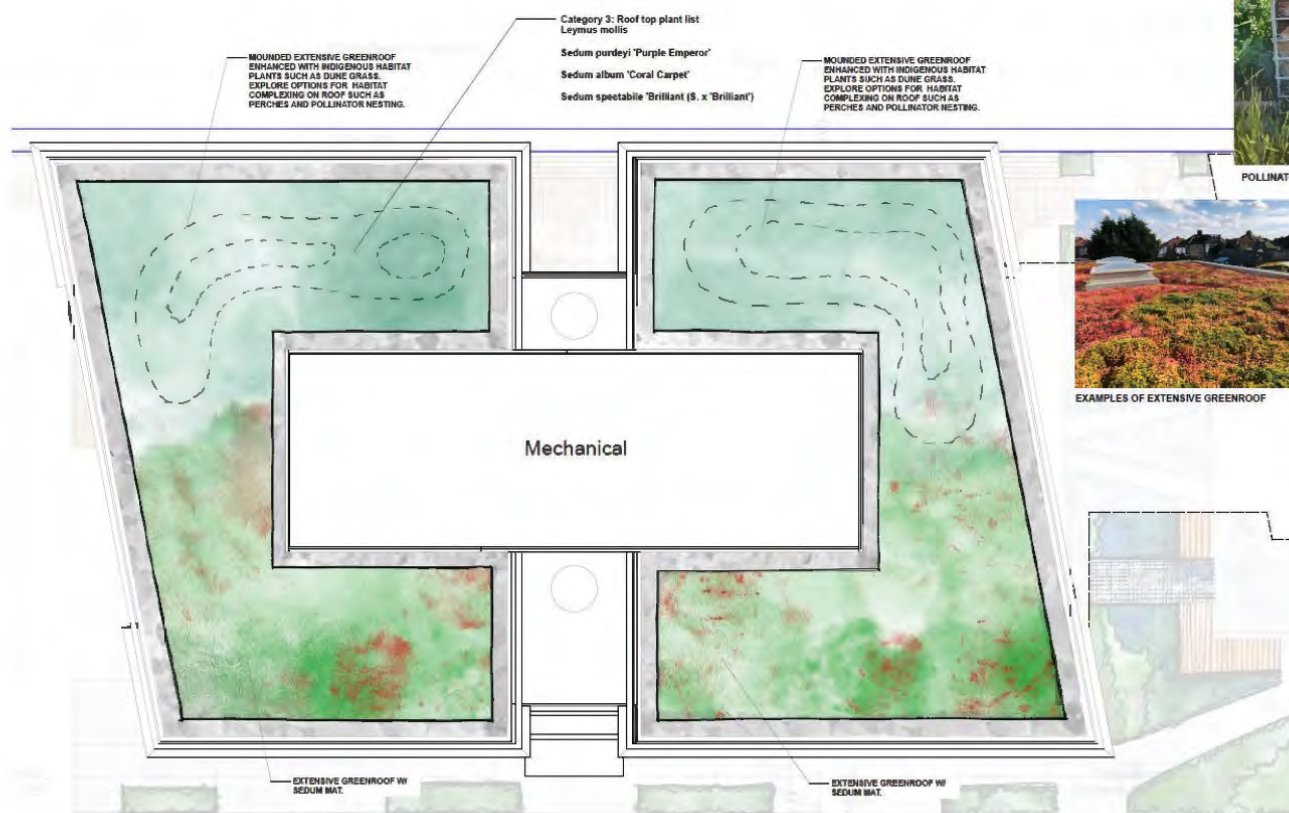 Category 3: Roof top plant list
Leymus mollis
Sedum purdeyi 'Purple Emperor'
Sedum album 'Coral Carpet'
Sedum spectabile 'Brilliant (S. x 'Brilliant')
MOUNDED EXTENSIVE GREENROOF
ENHANCED WITH INDIGENOUS HABITAT
PLANTS SUCH AS DUNE GRASS.
EXPLORE OPTIONS FOR HABITAT
COMPLEXING ON ROOF SUCH AS
PERCHES AND POLLINATOR NESTING.
MOUNDED EXTENSIVE GREENROOF
ENHANCED WITH INDIGENOUS HABITAT
PLANTS SUCH AS DUNE GRASS.
EXPLORE OPTIONS FOR HABITAT
COMPLEXING ON ROOF SUCH AS
PERCHES AND POLLINATOR NESTING.
POLLINAT
EXAMPLES OF EXTENSIVE GREENROOF
Mechanical
EXTENSIVE GREENROOF W/
SEDUM MAT.
EXTENSIVE GREENROOF W/
SEDUM MAT.